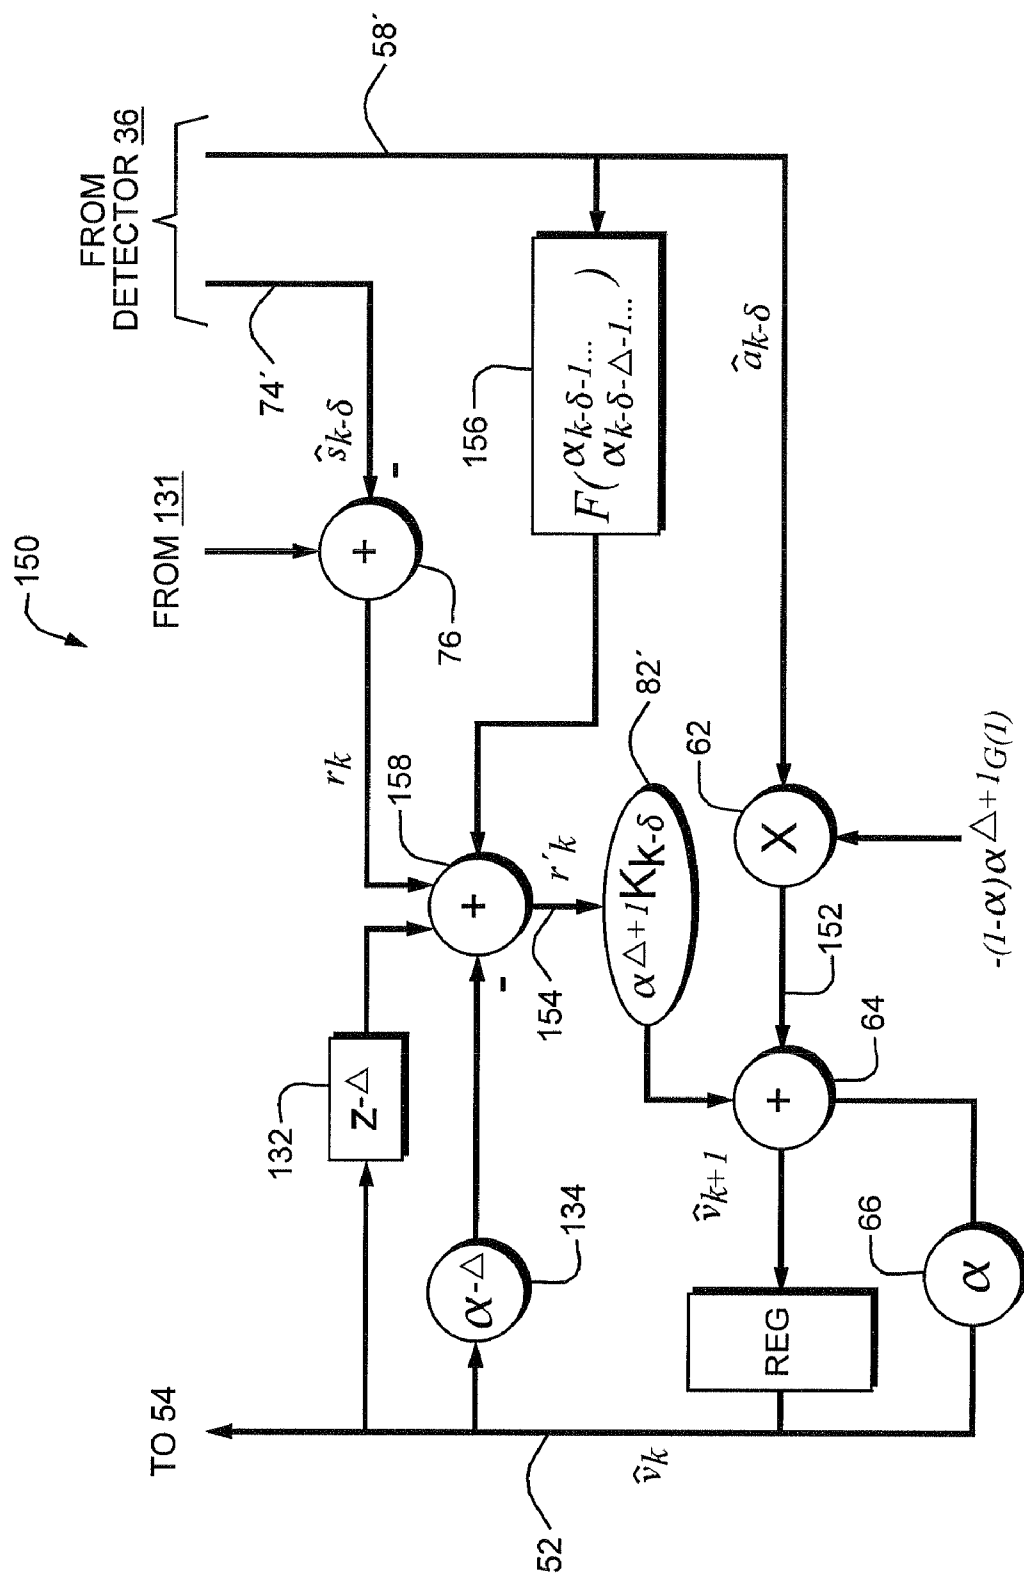 150
FROM
DETECTOR 36
FROM 131
58′
74′
ŝk-δ
-
+
76
rk
156
F(αk-δ-1...
αk-δ-Δ-1...)
âk-δ
TO 54
132
z-Δ
158
+
-
α-Δ
134
154
r′k
82′
αΔ+1Kk-δ
62
X
-(1-α)αΔ+1G(1)
152
64
+
v̂k+1
REG
66
α
52
v̂k